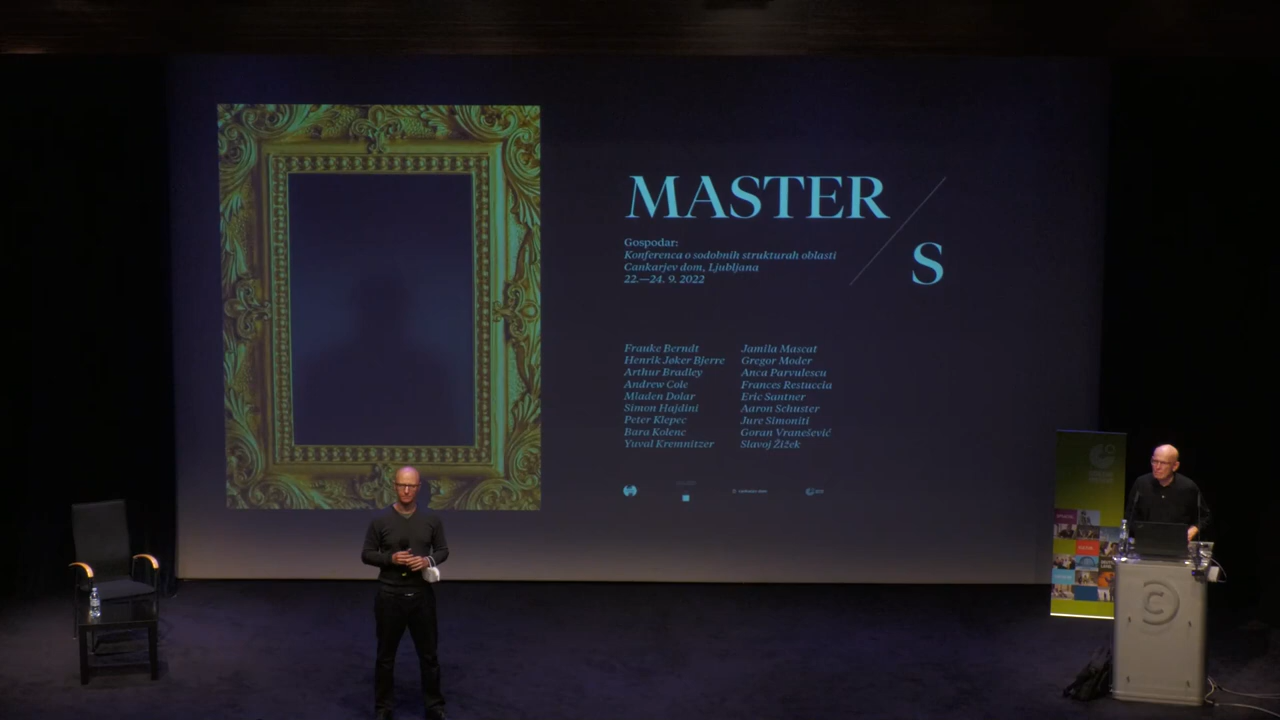 MASTER
S
Gospodar:
Konferenca o sodobnih strukturah oblasti
Cankarjev dom, Ljubljana
22.—24. 9. 2022
Frauke Berndt
Henrik Jøker Bjerre
Arthur Bradley
Andrew Cole
Mladen Dolar
Simon Hajdini
Peter Klepec
Bara Kolenc
Yuval Kremnitzer
Jamila Mascat
Gregor Moder
Anca Parvulescu
Frances Restuccia
Eric Santner
Aaron Schuster
Jure Simoniti
Goran Vranešević
Slavoj Žižek